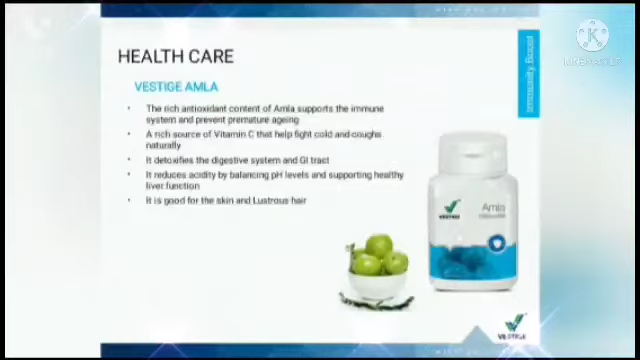 HEALTH CARE
VESTIGE AMLA
• The rich antioxidant content of Amla supports the immune
system and prevent premature ageing
• A rich source of Vitamin C that help fight cold and coughs
naturally
• It detoxifies the digestive system and GI tract
• It reduces acidity by balancing pH levels and supporting healthy
liver function
• It is good for the skin and Lustrous hair
Immunity Boost
K
KINEMASTER
VESTIGE
Amla
VESTIGE